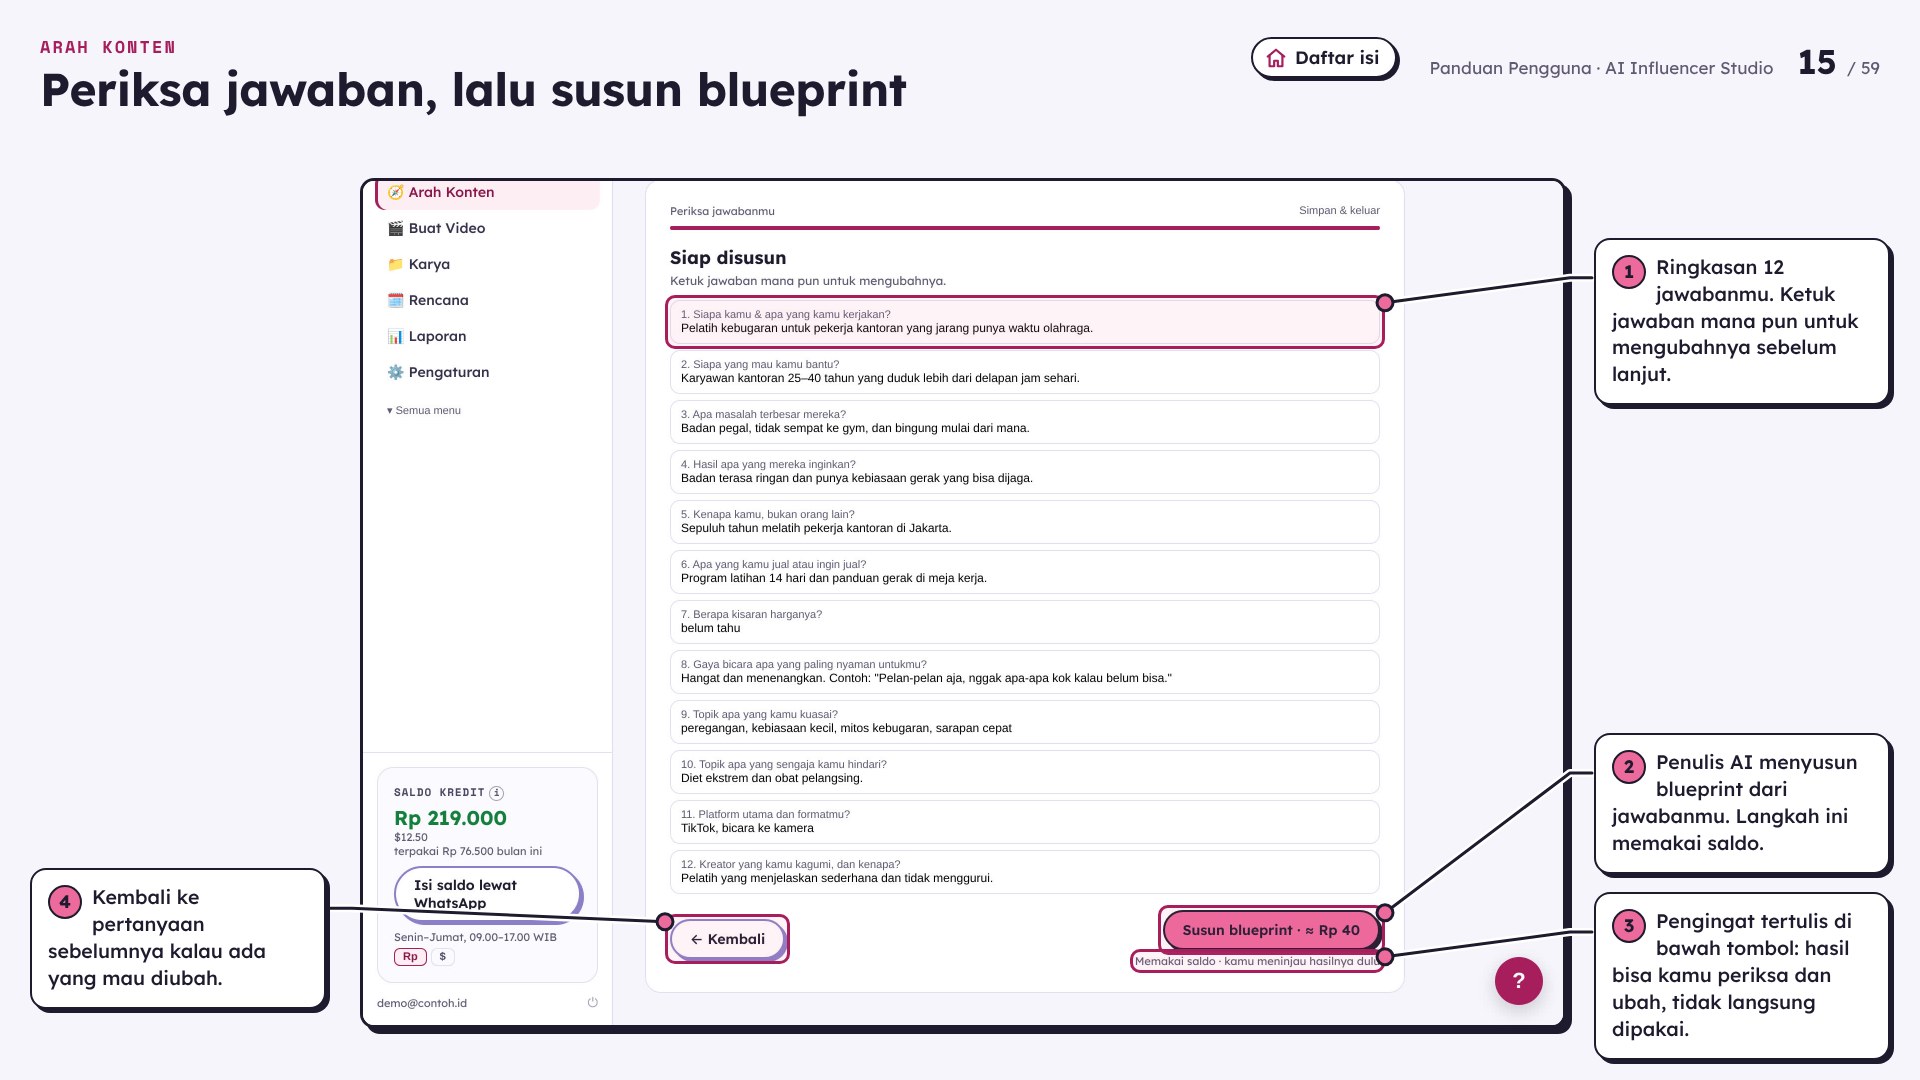 ARAH KONTEN
Periksa jawaban, lalu susun blueprint
Daftar isi
Panduan Pengguna · AI Influencer Studio
15 / 59
Arah Konten
Buat Video
Karya
Rencana
Laporan
Pengaturan
▾ Semua menu
SALDO KREDIT i
Rp 219.000
$12.50
terpakai Rp 76.500 bulan ini
Isi saldo lewat
WhatsApp
Senin–Jumat, 09.00–17.00 WIB
Rp $
demo@contoh.id
Periksa jawabanmu
Simpan & keluar
Siap disusun
Ketuk jawaban mana pun untuk mengubahnya.
1. Siapa kamu & apa yang kamu kerjakan?
Pelatih kebugaran untuk pekerja kantoran yang jarang punya waktu olahraga.
2. Siapa yang mau kamu bantu?
Karyawan kantoran 25–40 tahun yang duduk lebih dari delapan jam sehari.
3. Apa masalah terbesar mereka?
Badan pegal, tidak sempat ke gym, dan bingung mulai dari mana.
4. Hasil apa yang mereka inginkan?
Badan terasa ringan dan punya kebiasaan gerak yang bisa dijaga.
5. Kenapa kamu, bukan orang lain?
Sepuluh tahun melatih pekerja kantoran di Jakarta.
6. Apa yang kamu jual atau ingin jual?
Program latihan 14 hari dan panduan gerak di meja kerja.
7. Berapa kisaran harganya?
belum tahu
8. Gaya bicara apa yang paling nyaman untukmu?
Hangat dan menenangkan. Contoh: "Pelan-pelan aja, nggak apa-apa kok kalau belum bisa."
9. Topik apa yang kamu kuasai?
peregangan, kebiasaan kecil, mitos kebugaran, sarapan cepat
10. Topik apa yang sengaja kamu hindari?
Diet ekstrem dan obat pelangsing.
11. Platform utama dan formatmu?
TikTok, bicara ke kamera
12. Kreator yang kamu kagumi, dan kenapa?
Pelatih yang menjelaskan sederhana dan tidak menggurui.
← Kembali
Susun blueprint · ≈ Rp 40
Memakai saldo · kamu meninjau hasilnya dulu
?
1 Ringkasan 12
jawabanmu. Ketuk
jawaban mana pun untuk
mengubahnya sebelum
lanjut.
2 Penulis AI menyusun
blueprint dari
jawabanmu. Langkah ini
memakai saldo.
3 Pengingat tertulis di
bawah tombol: hasil
bisa kamu periksa dan
ubah, tidak langsung
dipakai.
4 Kembali ke
pertanyaan
sebelumnya kalau ada
yang mau diubah.